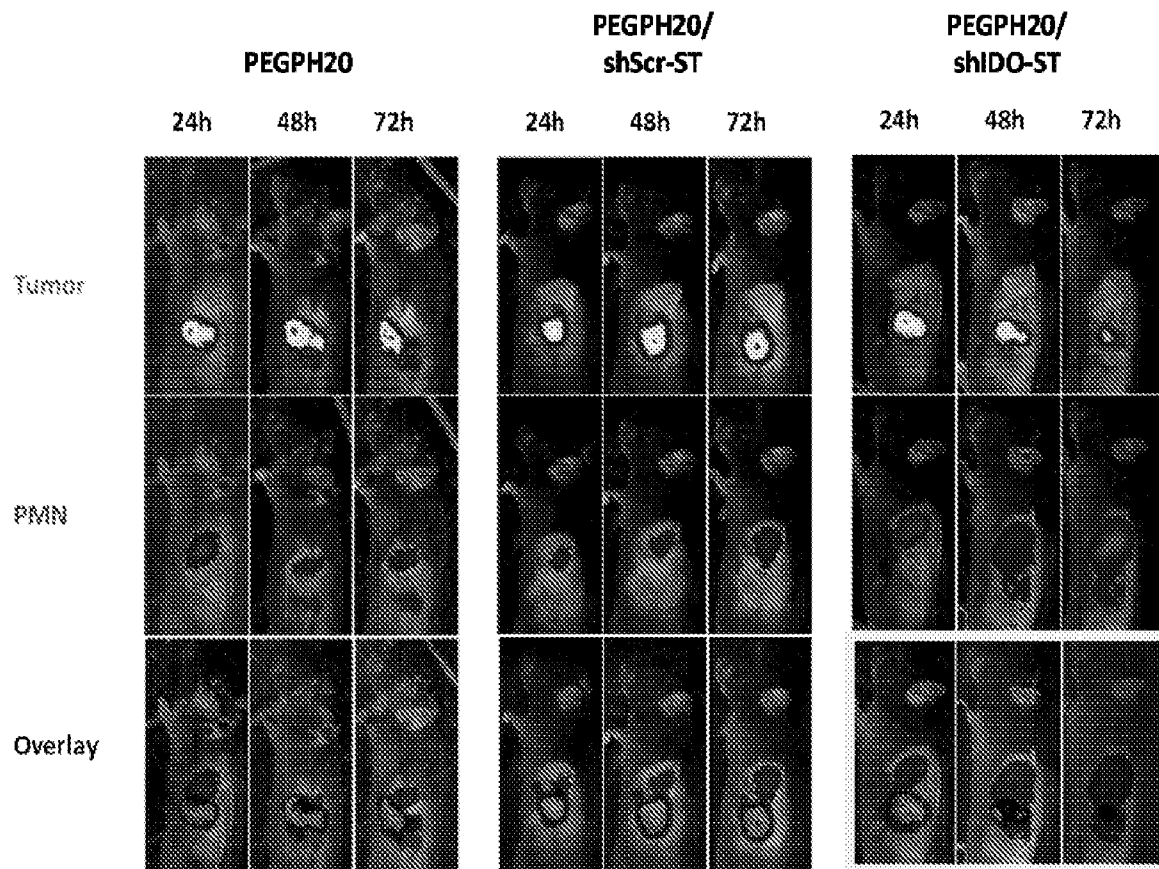 PEGPH20
PEGPH20/
shScr-ST
PEGPH20/
shIDO-ST
24h 48h 72h 24h 48h 72h 24h 48h 72h
Tumor
PMN
Overlay